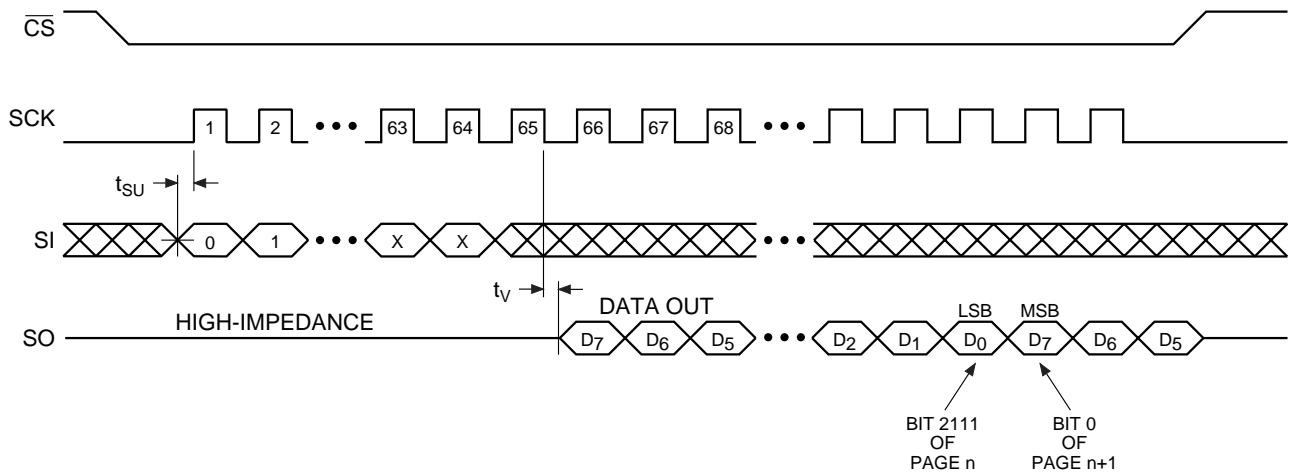 CS
SCK
1 2 ••• 63 64 65 66 67 68 •••
tSU
SI
0 1 ••• X X •••
tV
DATA OUT
HIGH-IMPEDANCE
LSB MSB
SO
D7 D6 D5 ••• D2 D1 D0 D7 D6 D5
BIT 2111
OF
PAGE n
BIT 0
OF
PAGE n+1